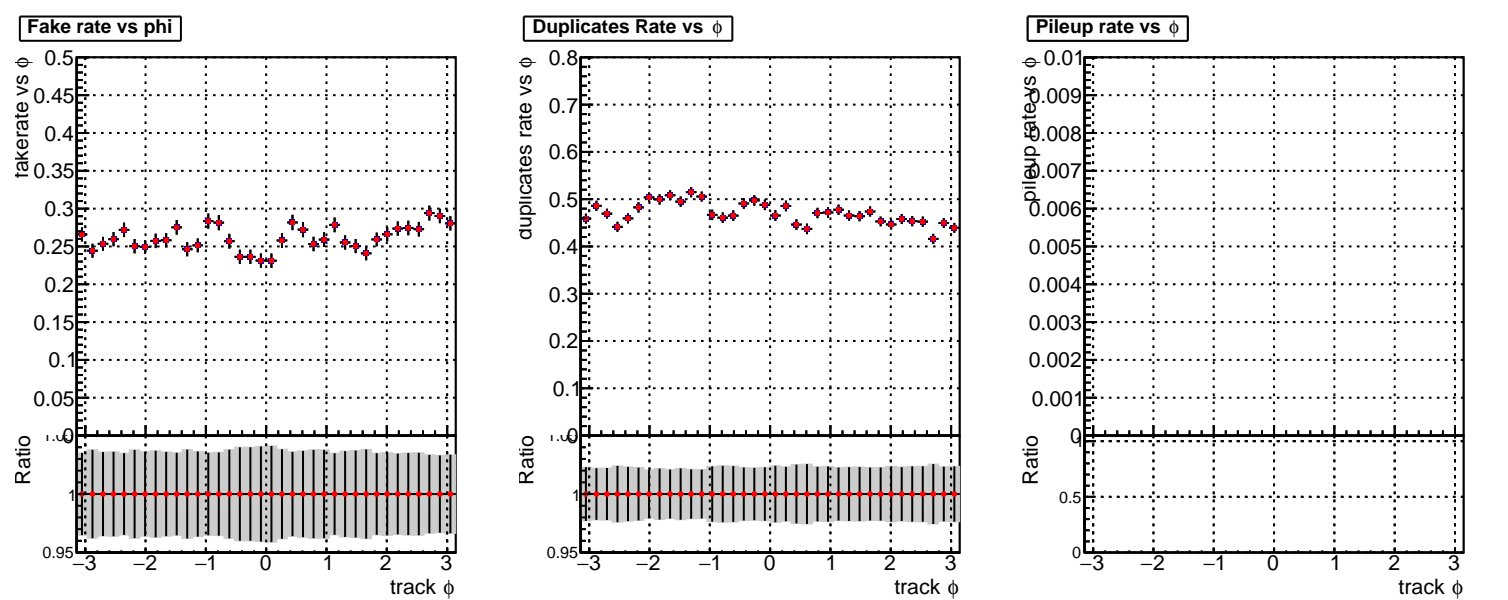 Fake rate vs phi
fakerate vs ϕ
0.5
0.45
0.4
0.35
0.3
0.25
0.2
0.15
0.1
0.05
0
Ratio
1
0.95
−3 −2 −1 0 1 2 3
track ϕ
Duplicates Rate vs ϕ
duplicates rate vs ϕ
0.8
0.7
0.6
0.5
0.4
0.3
0.2
0.1
0
Ratio
1
0.95
−3 −2 −1 0 1 2 3
track ϕ
Pileup rate vs ϕ
pileup rate vs ϕ
0.01
0.009
0.008
0.007
0.006
0.005
0.004
0.003
0.002
0.001
0
Ratio
1
0.5
0
−3 −2 −1 0 1 2 3
track ϕ